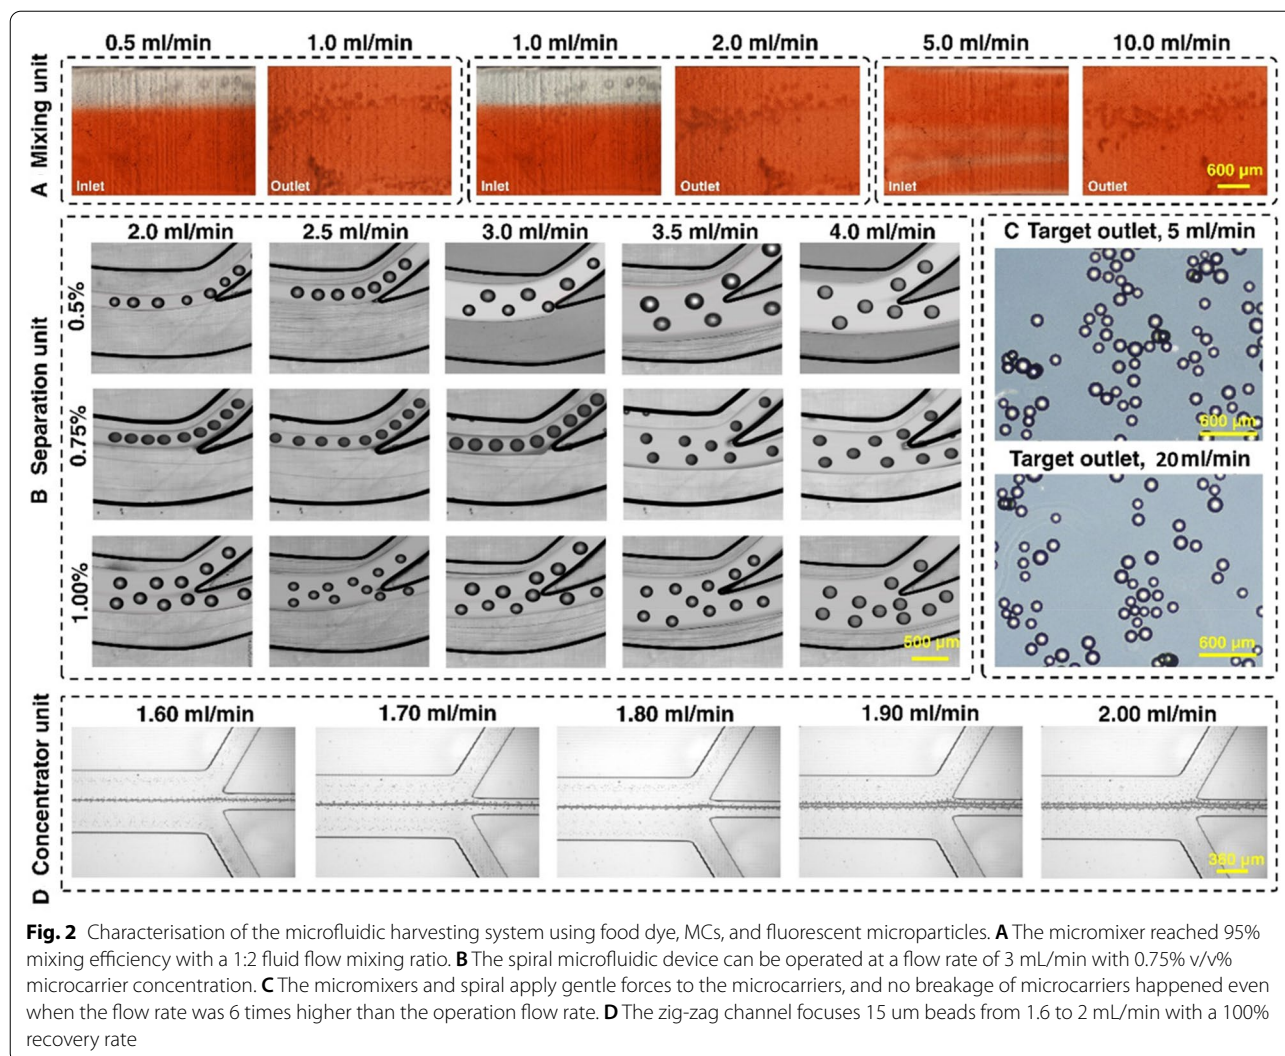 A Mixing unit
0.5 ml/min
1.0 ml/min
1.0 ml/min
2.0 ml/min
5.0 ml/min
10.0 ml/min
Inlet
Outlet
Inlet
Outlet
Inlet
Outlet
600 µm
B Separation unit
2.0 ml/min
2.5 ml/min
3.0 ml/min
3.5 ml/min
4.0 ml/min
0.5%
0.75%
1.00%
500 µm
C Target outlet, 5 ml/min
600 µm
Target outlet, 20 ml/min
600 µm
D Concentrator unit
1.60 ml/min
1.70 ml/min
1.80 ml/min
1.90 ml/min
2.00 ml/min
360 µm
Fig. 2 Characterisation of the microfluidic harvesting system using food dye, MCs, and fluorescent microparticles. A The micromixer reached 95%
mixing efficiency with a 1:2 fluid flow mixing ratio. B The spiral microfluidic device can be operated at a flow rate of 3 mL/min with 0.75% v/v%
microcarrier concentration. C The micromixers and spiral apply gentle forces to the microcarriers, and no breakage of microcarriers happened even
when the flow rate was 6 times higher than the operation flow rate. D The zig-zag channel focuses 15 um beads from 1.6 to 2 mL/min with a 100%
recovery rate